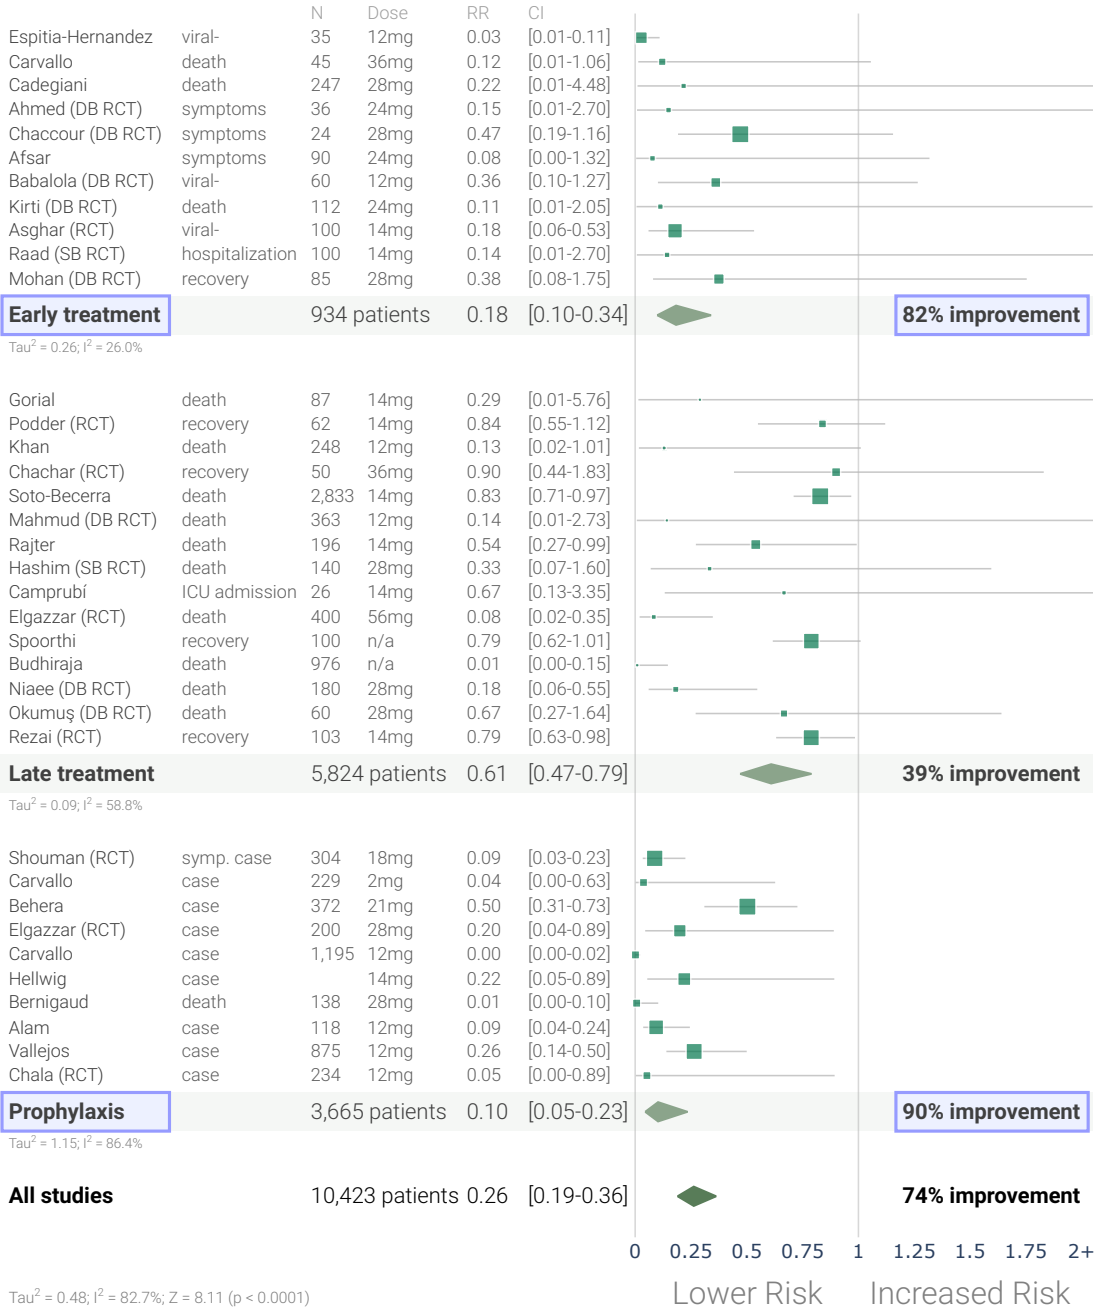 N Dose RR CI
Espitia-Hernandez viral- 35 12mg 0.03 [0.01-0.11]
Carvallo death 45 36mg 0.12 [0.01-1.06]
Cadegiani death 247 28mg 0.22 [0.01-4.48]
Ahmed (DB RCT) symptoms 36 24mg 0.15 [0.01-2.70]
Chaccour (DB RCT) symptoms 24 28mg 0.47 [0.19-1.16]
Afsar symptoms 90 24mg 0.08 [0.00-1.32]
Babalola (DB RCT) viral- 60 12mg 0.36 [0.10-1.27]
Kirti (DB RCT) death 112 24mg 0.11 [0.01-2.05]
Asghar (RCT) viral- 100 14mg 0.18 [0.06-0.53]
Raad (SB RCT) hospitalization 100 14mg 0.14 [0.01-2.70]
Mohan (DB RCT) recovery 85 28mg 0.38 [0.08-1.75]
Early treatment 934 patients 0.18 [0.10-0.34] 82% improvement
Tau² = 0.26; I² = 26.0%
Gorial death 87 14mg 0.29 [0.01-5.76]
Podder (RCT) recovery 62 14mg 0.84 [0.55-1.12]
Khan death 248 12mg 0.13 [0.02-1.01]
Chachar (RCT) recovery 50 36mg 0.90 [0.44-1.83]
Soto-Becerra death 2,833 14mg 0.83 [0.71-0.97]
Mahmud (DB RCT) death 363 12mg 0.14 [0.01-2.73]
Rajter death 196 14mg 0.54 [0.27-0.99]
Hashim (SB RCT) death 140 28mg 0.33 [0.07-1.60]
Camprubí ICU admission 26 14mg 0.67 [0.13-3.35]
Elgazzar (RCT) death 400 56mg 0.08 [0.02-0.35]
Spoorthi recovery 100 n/a 0.79 [0.62-1.01]
Budhiraja death 976 n/a 0.01 [0.00-0.15]
Niaee (DB RCT) death 180 28mg 0.18 [0.06-0.55]
Okumuş (DB RCT) death 60 28mg 0.67 [0.27-1.64]
Rezai (RCT) recovery 103 14mg 0.79 [0.63-0.98]
Late treatment 5,824 patients 0.61 [0.47-0.79] 39% improvement
Tau² = 0.09; I² = 58.8%
Shouman (RCT) symp. case 304 18mg 0.09 [0.03-0.23]
Carvallo case 229 2mg 0.04 [0.00-0.63]
Behera case 372 21mg 0.50 [0.31-0.73]
Elgazzar (RCT) case 200 28mg 0.20 [0.04-0.89]
Carvallo case 1,195 12mg 0.00 [0.00-0.02]
Hellwig case 14mg 0.22 [0.05-0.89]
Bernigaud death 138 28mg 0.01 [0.00-0.10]
Alam case 118 12mg 0.09 [0.04-0.24]
Vallejos case 875 12mg 0.26 [0.14-0.50]
Chala (RCT) case 234 12mg 0.05 [0.00-0.89]
Prophylaxis 3,665 patients 0.10 [0.05-0.23] 90% improvement
Tau² = 1.15; I² = 86.4%
All studies 10,423 patients 0.26 [0.19-0.36] 74% improvement
0 0.25 0.5 0.75 1 1.25 1.5 1.75 2+
Tau² = 0.48; I² = 82.7%; Z = 8.11 (p < 0.0001) Lower Risk Increased Risk